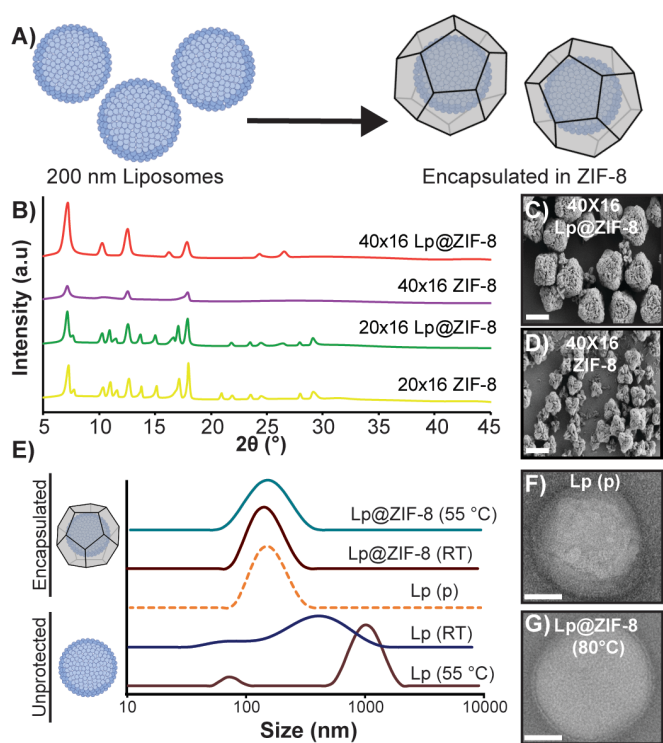 A)
200 nm Liposomes
Encapsulated in ZIF-8
B)
Intensity (a.u)
40x16 Lp@ZIF-8
40x16 ZIF-8
20x16 Lp@ZIF-8
20x16 ZIF-8
5 10 15 20 25 30 35 40 45
2θ (°)
C) 40X16
Lp@ZIF-8
D) 40X16
ZIF-8
E)
Encapsulated
Unprotected
Lp@ZIF-8 (55 °C)
Lp@ZIF-8 (RT)
Lp (p)
Lp (RT)
Lp (55 °C)
10 100 1000 10000
Size (nm)
F) Lp (p)
G) Lp@ZIF-8
(80°C)